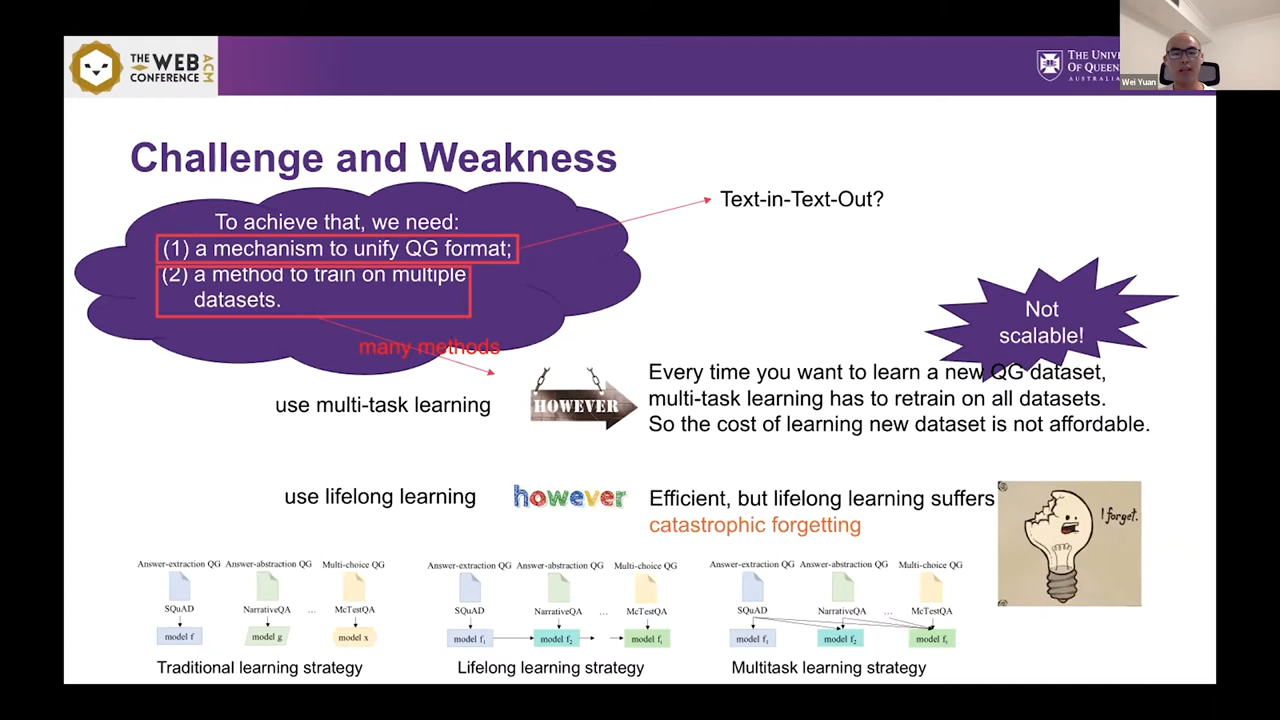 THE WEB
CONFERENCE
ACM
THE UNIV
OF QUEEN
AUSTRALIA
Wei Yuan
Challenge and Weakness
To achieve that, we need:
(1) a mechanism to unify QG format;
(2) a method to train on multiple
datasets.
Text-in-Text-Out?
many methods
Not
scalable!
use multi-task learning
HOWEVER
Every time you want to learn a new QG dataset,
multi-task learning has to retrain on all datasets.
So the cost of learning new dataset is not affordable.
use lifelong learning
however
Efficient, but lifelong learning suffers
catastrophic forgetting
I forget.
Answer-extraction QG Answer-abstraction QG Multi-choice QG
SQuAD NarrativeQA ... McTestQA
model f model g model x
Traditional learning strategy
Answer-extraction QG Answer-abstraction QG Multi-choice QG
SQuAD NarrativeQA ... McTestQA
model f₁ model f₂ model fₜ
Lifelong learning strategy
Answer-extraction QG Answer-abstraction QG Multi-choice QG
SQuAD NarrativeQA ... McTestQA
model f₁ model f₂ model fₜ
Multitask learning strategy